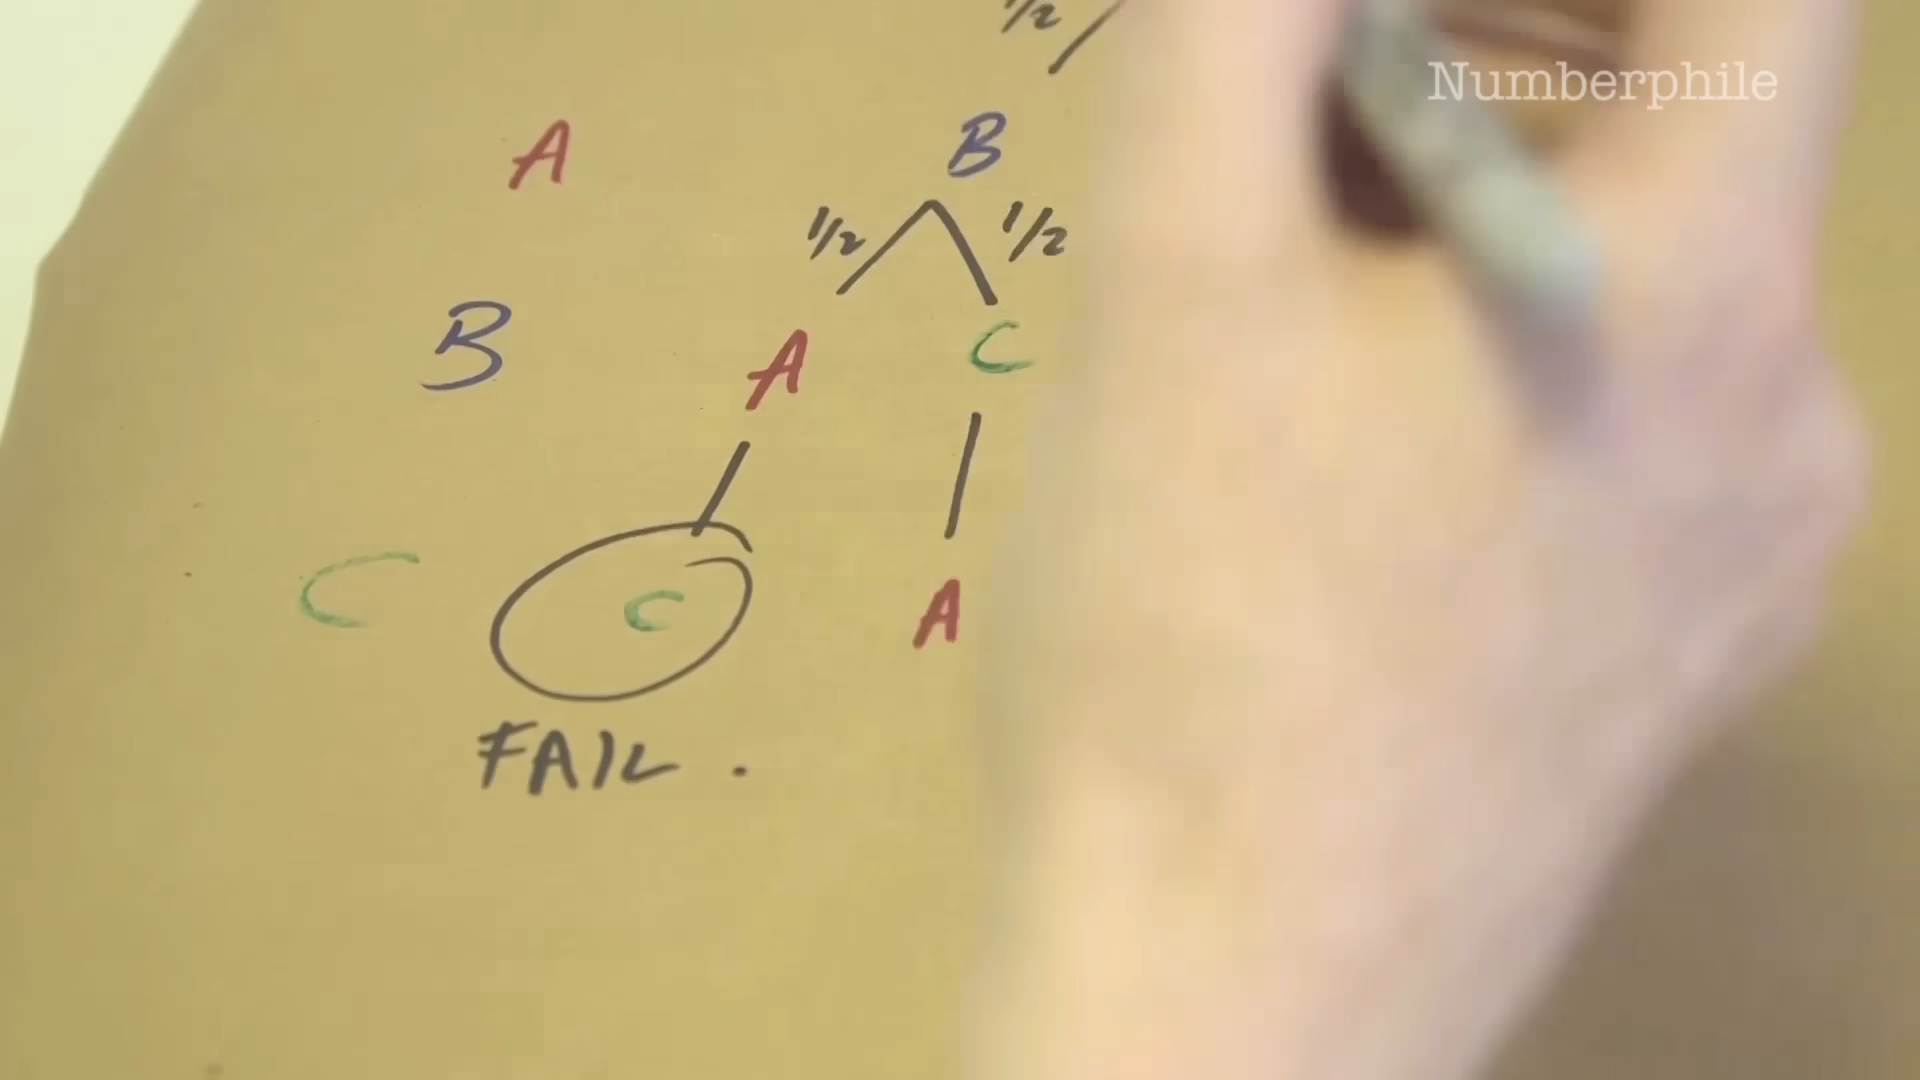 1/2
Numberphile
A B
1/2 1/2
B A C
C C A
FAIL.